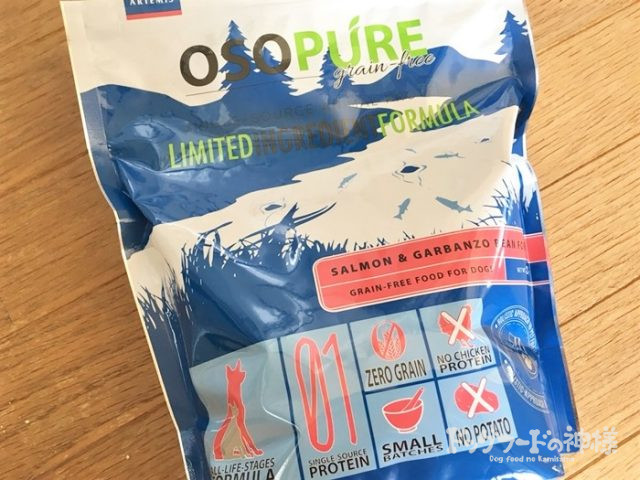 ARTEMIS
OSOPURE
grain-free
LIMITED INGREDIENT FORMULA
SALMON & GARBANZO BEAN
GRAIN-FREE FOOD FOR DOGS
ALL-LIFE-STAGES
FORMULA
01
SINGLE SOURCE
PROTEIN
ZERO GRAIN
NO CHICKEN
PROTEIN
SMALL
BATCHES
NO POTATO
ドッグフードの神様
Dog food no Kamisama